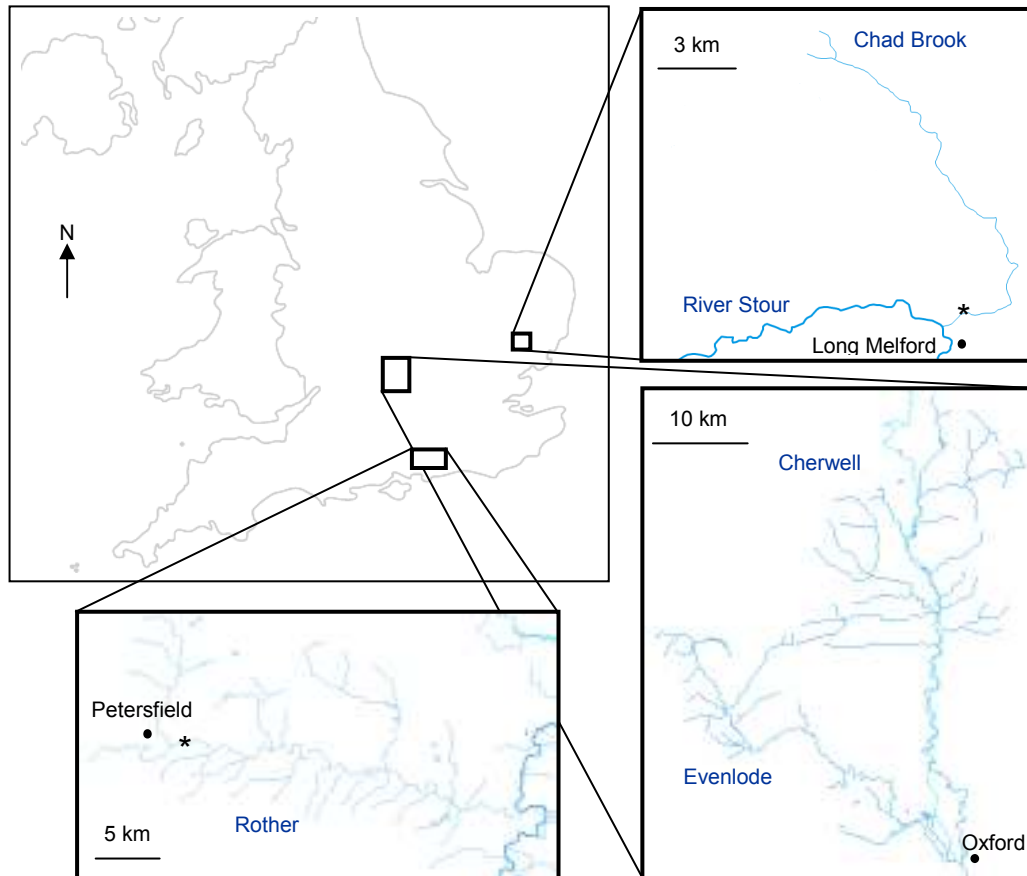 N
3 km
Chad Brook
River Stour
*
Long Melford
10 km
Cherwell
Evenlode
Oxford
Petersfield
*
Rother
5 km